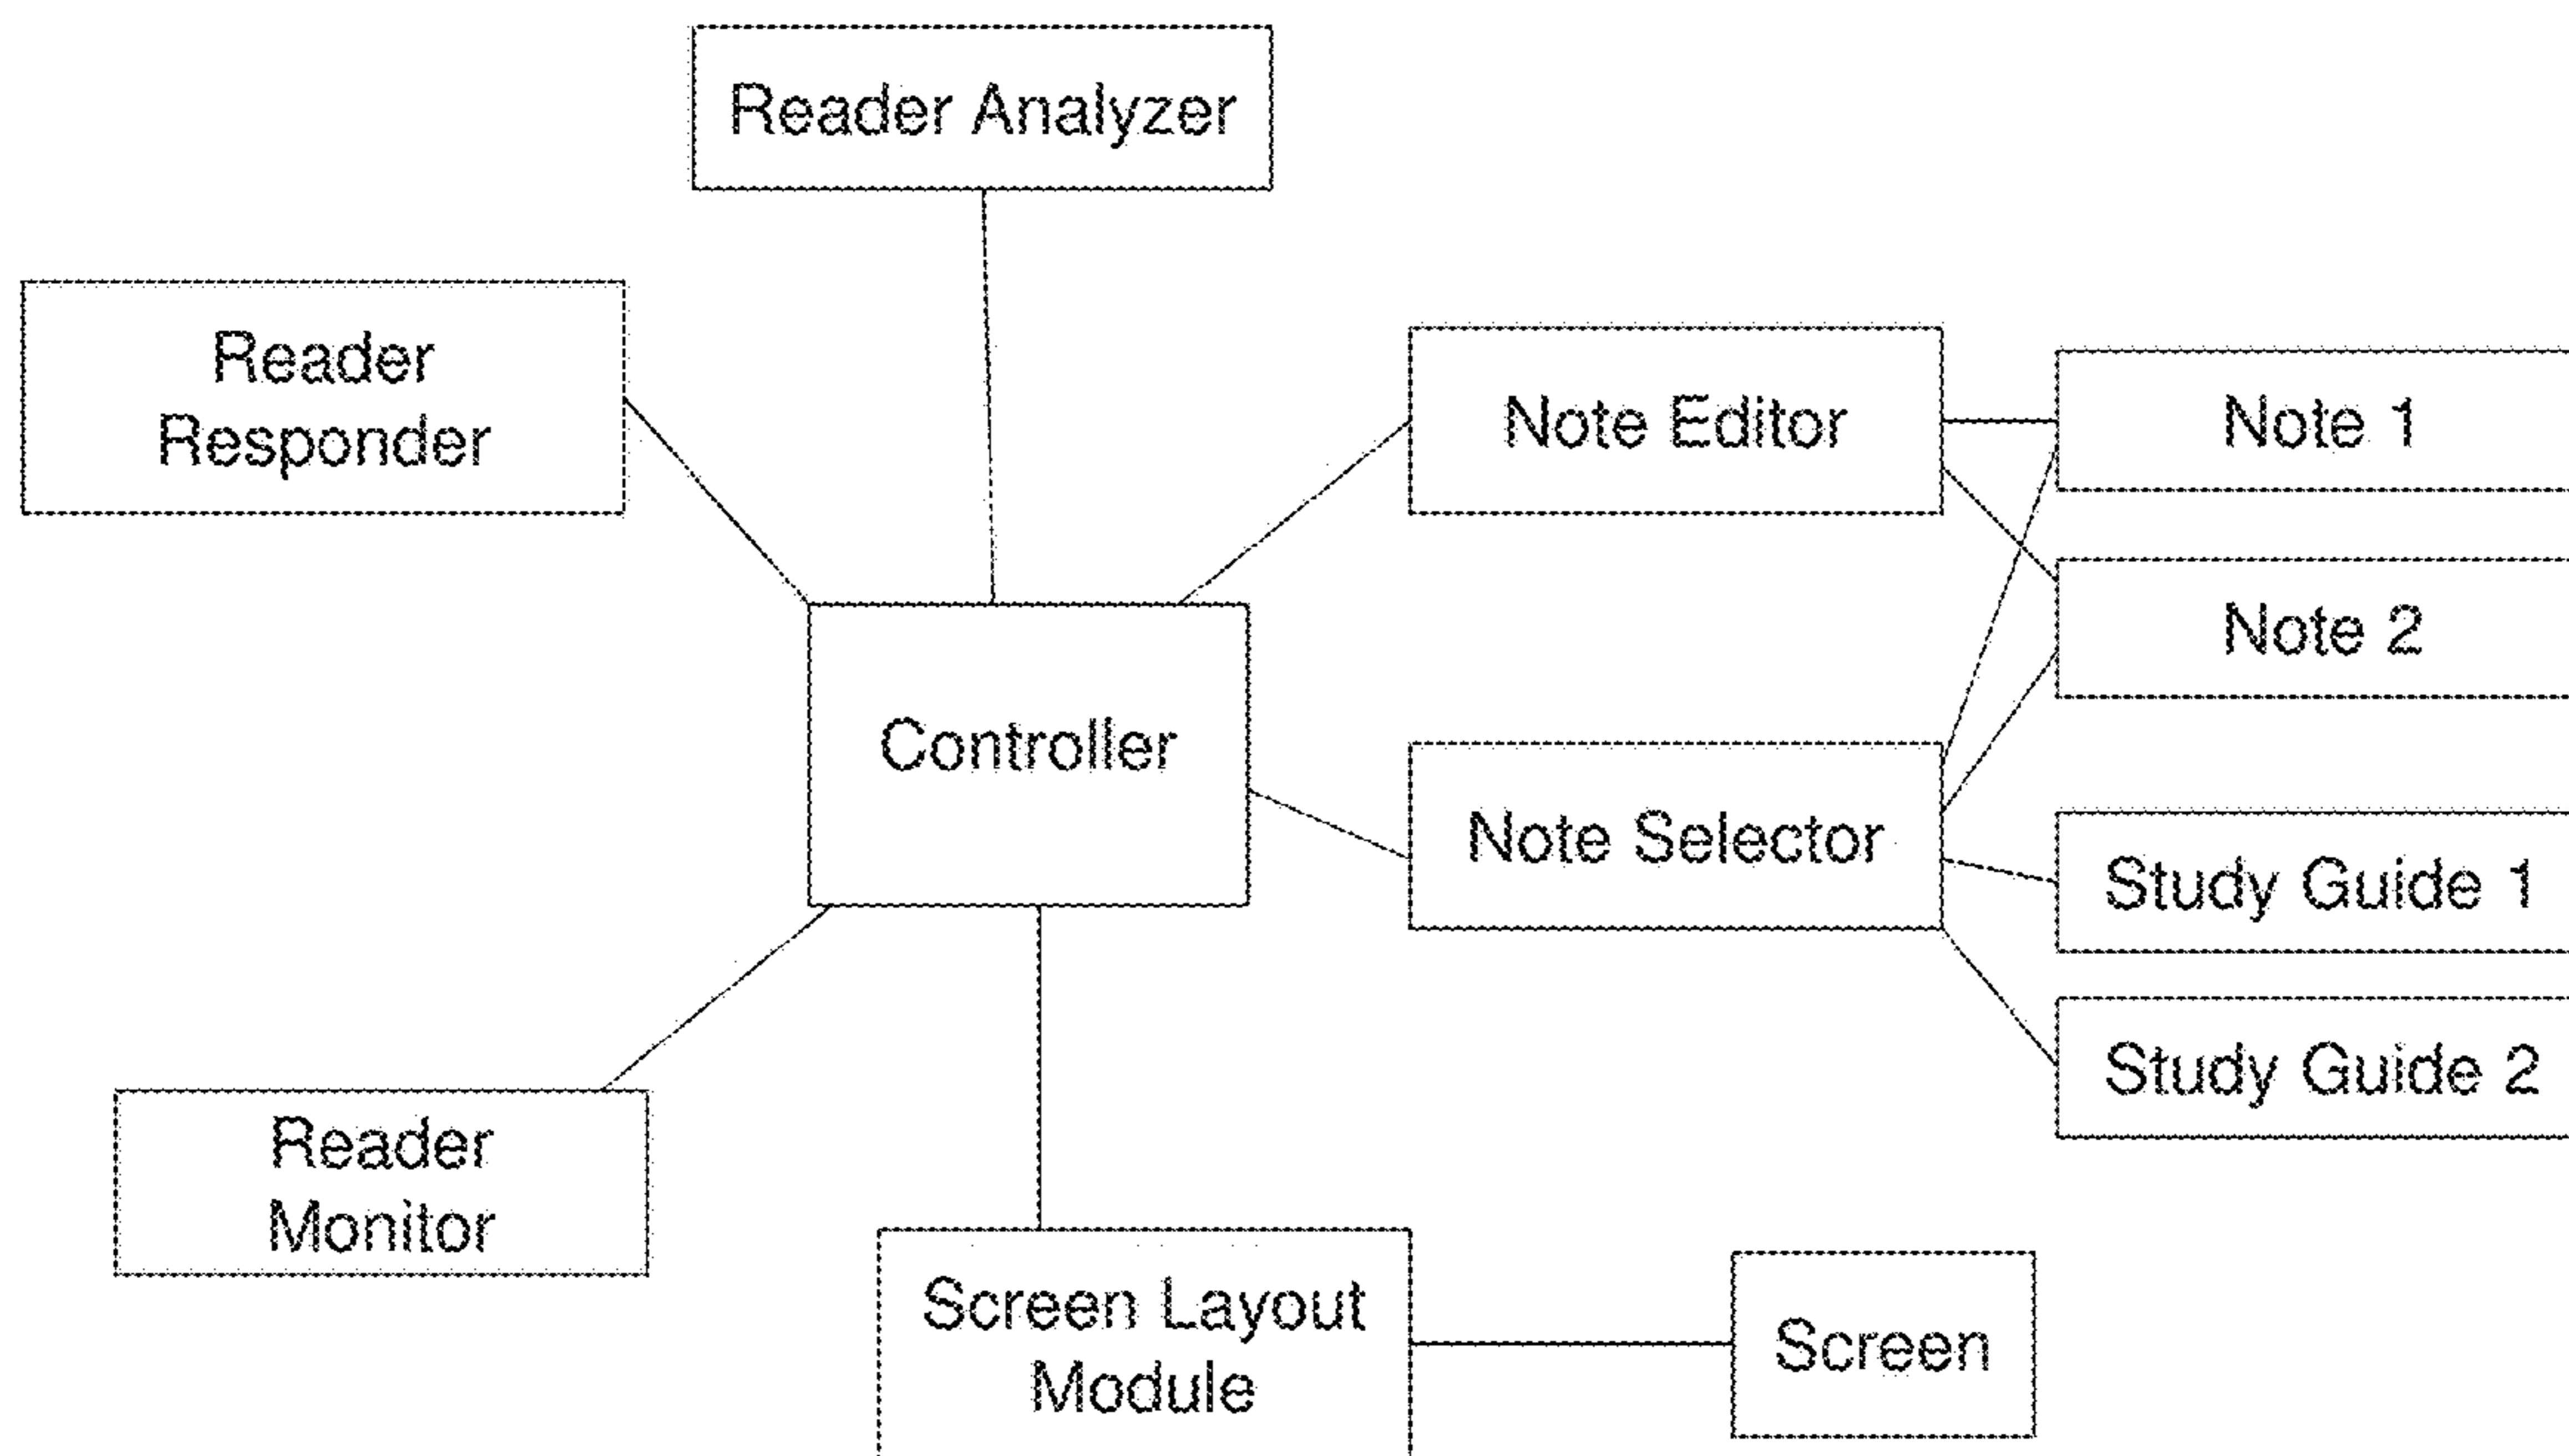 Reader Analyzer
Reader
Responder
Note Editor
Note 1
Note 2
Controller
Note Selector
Study Guide 1
Study Guide 2
Reader
Monitor
Screen Layout
Module
Screen